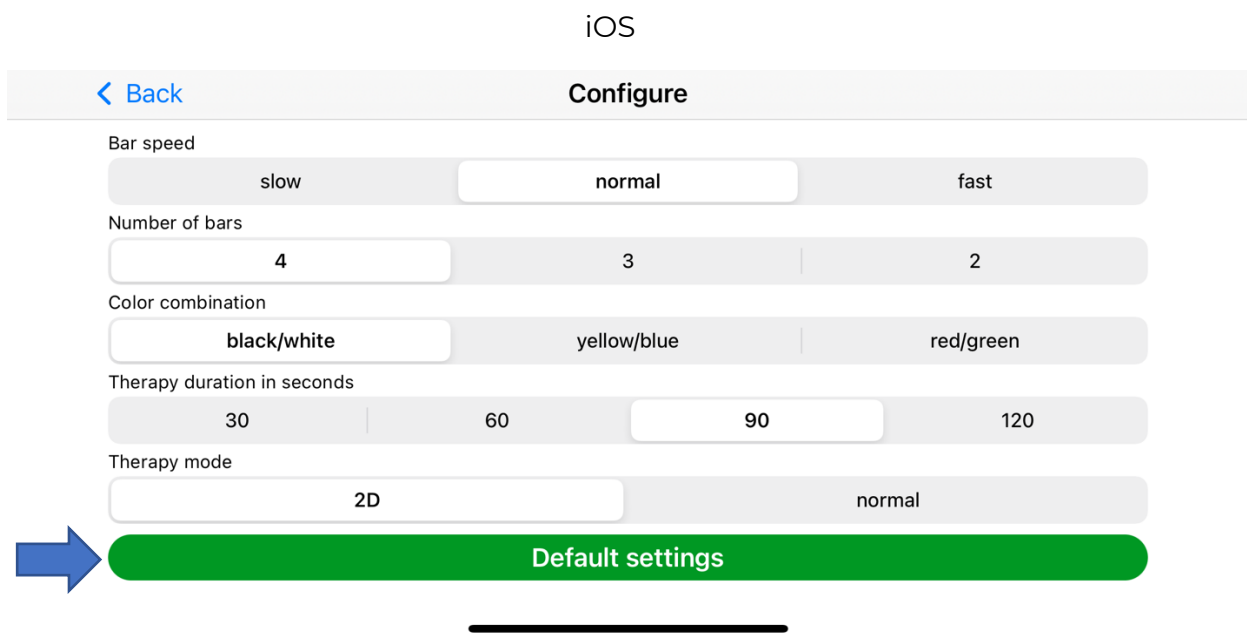 iOS
Back Configure
Bar speed
slow normal fast
Number of bars
4 3 2
Color combination
black/white yellow/blue red/green
Therapy duration in seconds
30 60 90 120
Therapy mode
2D normal
Default settings